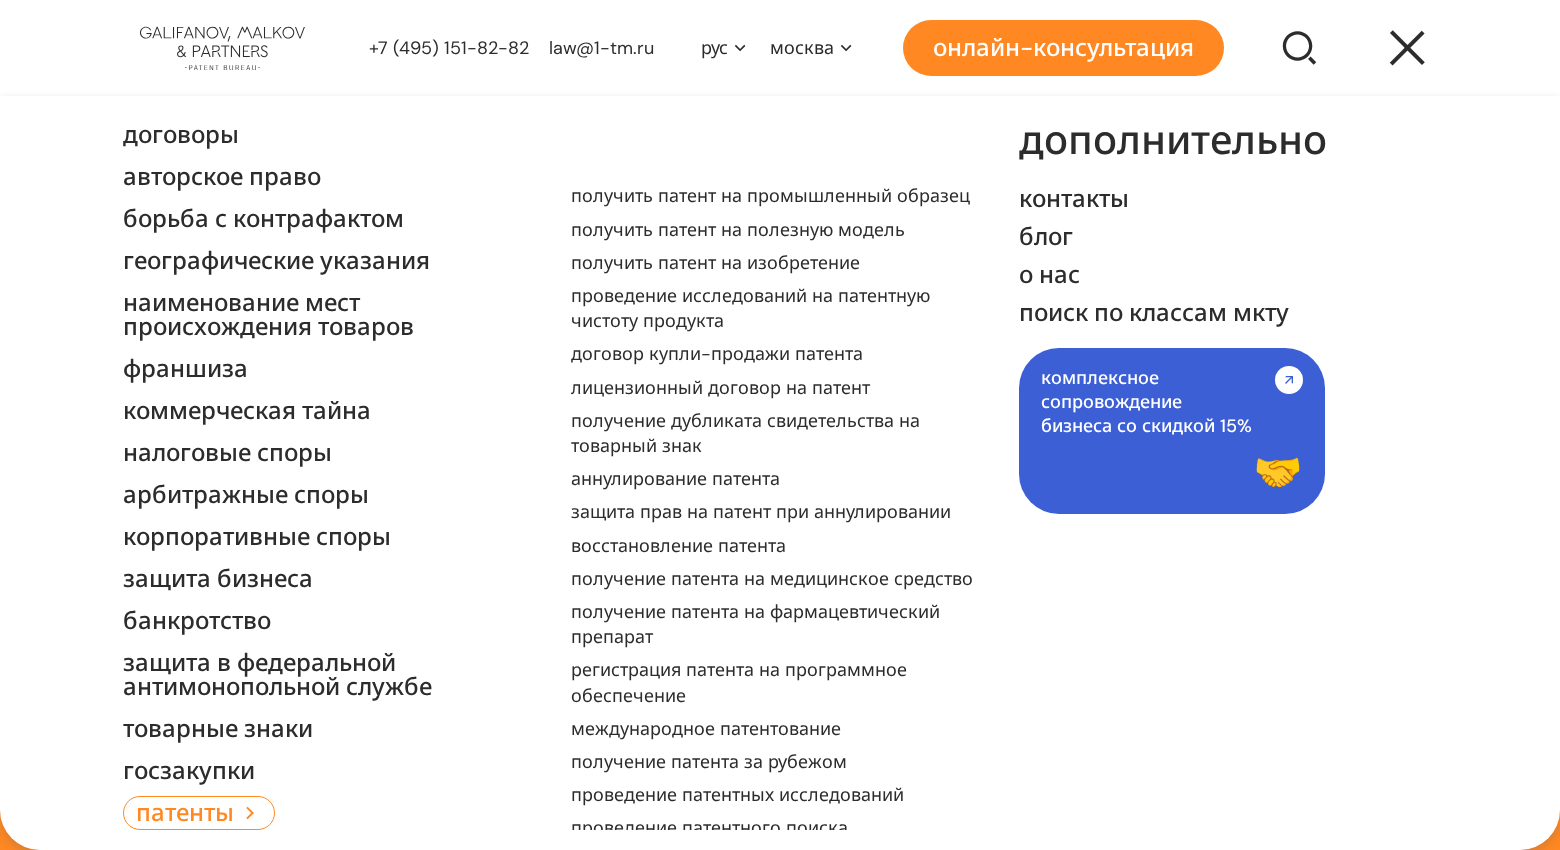 GALIFANOV, MALKOV
& PARTNERS
-PATENT BUREAU-
+7 (495) 151-82-82
law@1-tm.ru
рус
москва
онлайн-консультация
договоры
авторское право
борьба с контрафактом
географические указания
наименование мест
происхождения товаров
франшиза
коммерческая тайна
налоговые споры
арбитражные споры
корпоративные споры
защита бизнеса
банкротство
защита в федеральной
антимонопольной службе
товарные знаки
госзакупки
патенты
получить патент на промышленный образец
получить патент на полезную модель
получить патент на изобретение
проведение исследований на патентную
чистоту продукта
договор купли-продажи патента
лицензионный договор на патент
получение дубликата свидетельства на
товарный знак
аннулирование патента
защита прав на патент при аннулировании
восстановление патента
получение патента на медицинское средство
получение патента на фармацевтический
препарат
регистрация патента на программное
обеспечение
международное патентование
получение патента за рубежом
проведение патентных исследований
проведение патентного поиска
дополнительно
контакты
блог
о нас
поиск по классам мкту
комплексное
сопровождение
бизнеса со скидкой 15%